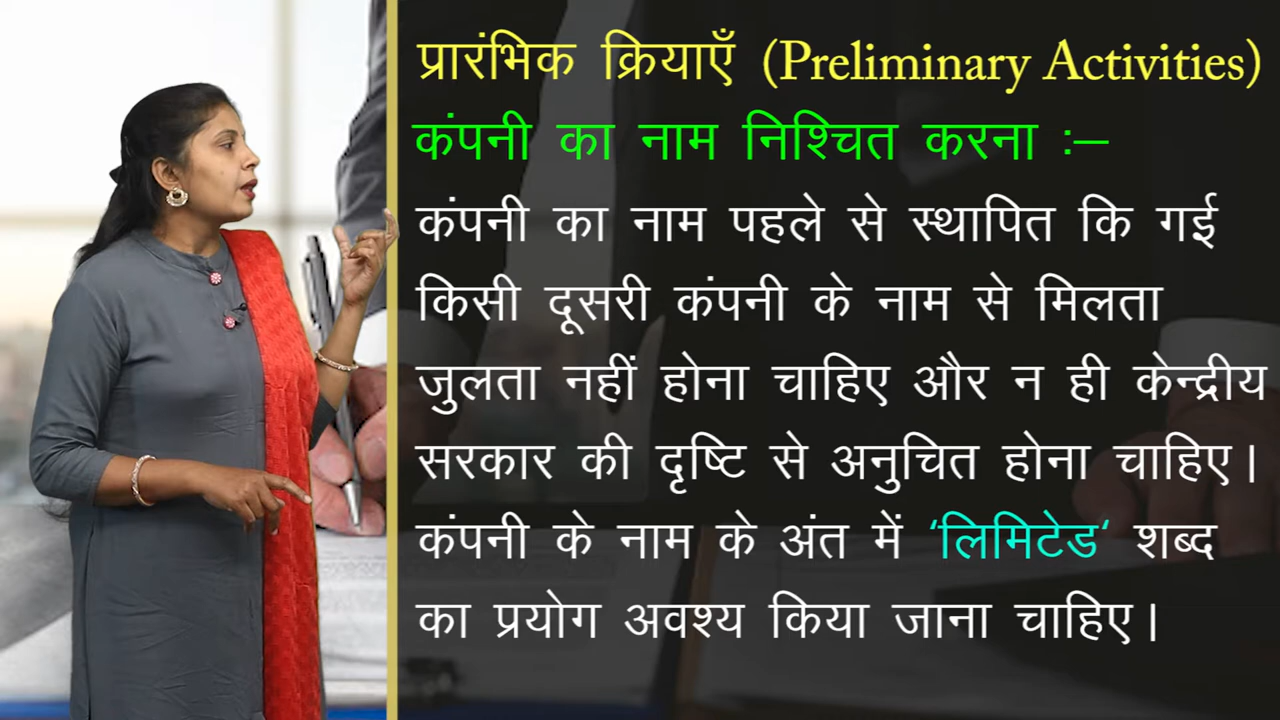 प्रारंभिक क्रियाएँ (Preliminary Activities)
कंपनी का नाम निश्चित करना :–
कंपनी का नाम पहले से स्थापित कि गई
किसी दूसरी कंपनी के नाम से मिलता
जुलता नहीं होना चाहिए और न ही केन्द्रीय
सरकार की दृष्टि से अनुचित होना चाहिए।
कंपनी के नाम के अंत में ‘लिमिटेड‘ शब्द
का प्रयोग अवश्य किया जाना चाहिए।